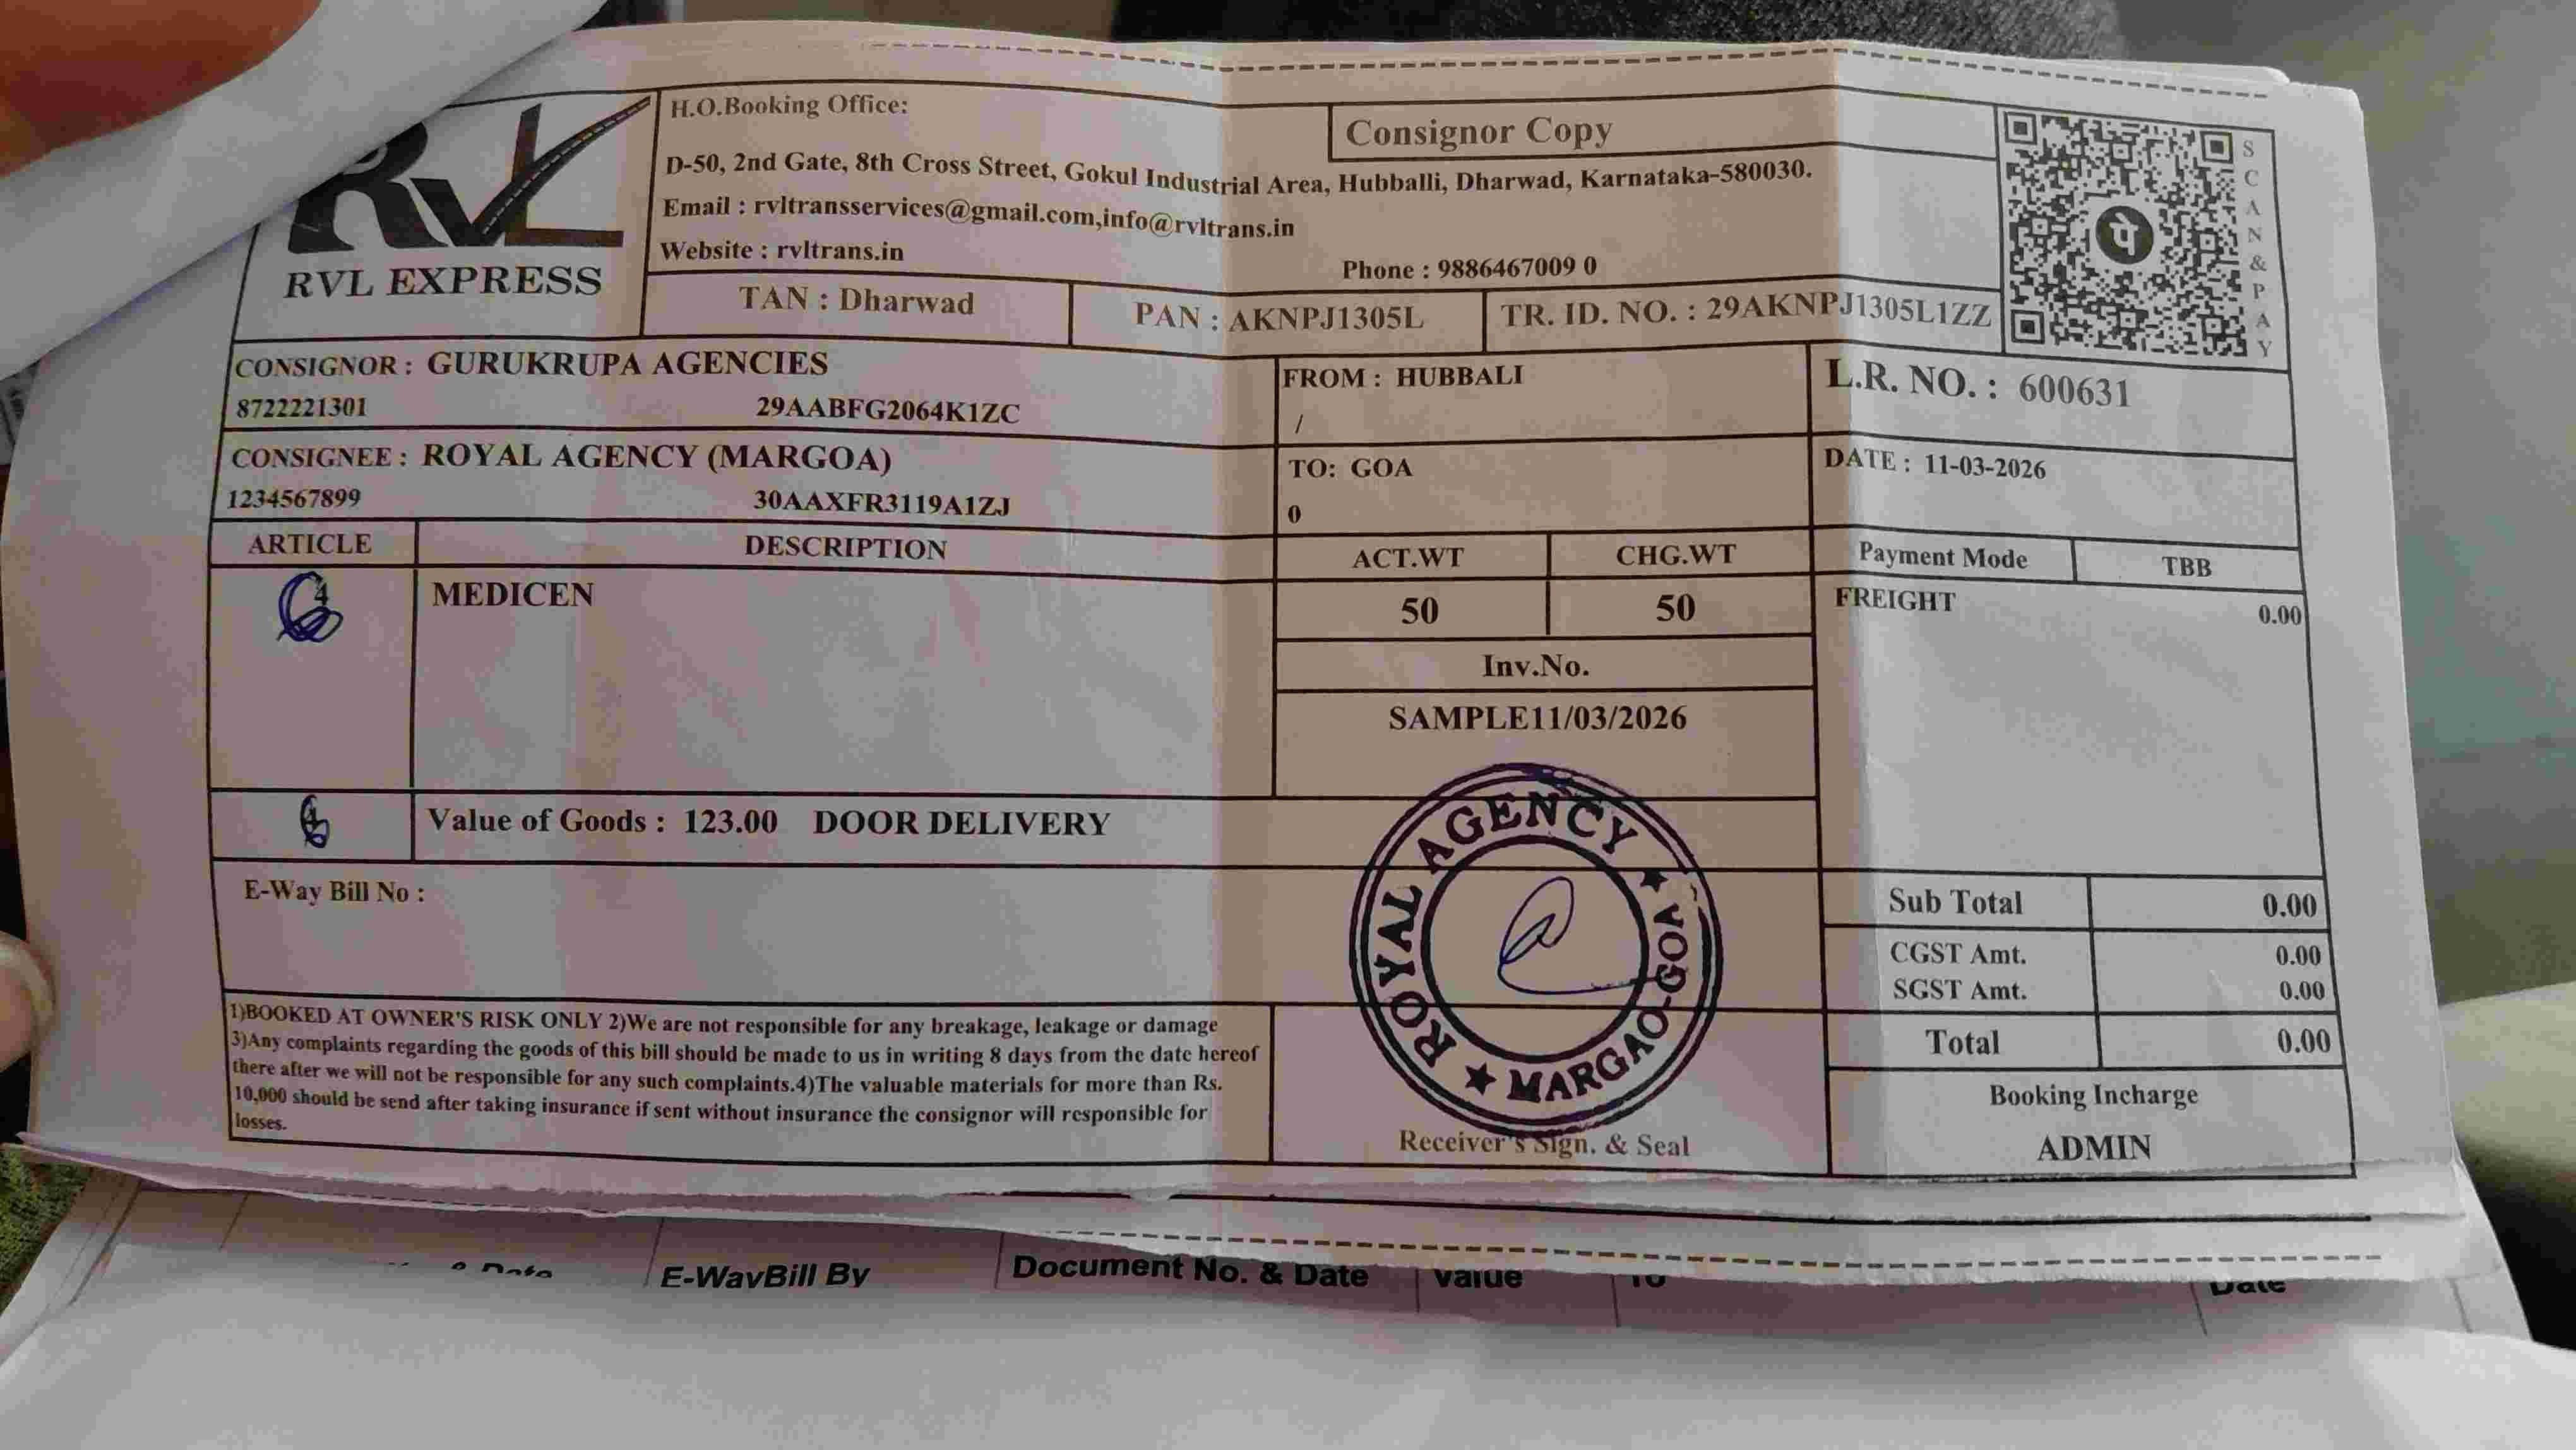 H.O.Booking Office:
Consignor Copy
D-50, 2nd Gate, 8th Cross Street, Gokul Industrial Area, Hubballi, Dharwad, Karnataka-580030.
Email : rvltransservices@gmail.com,info@rvltrans.in
Website : rvltrans.in
Phone : 9886467009 0
RVL
RVL EXPRESS
SCAN & PAY
पे
TAN : Dharwad
PAN : AKNPJ1305L
TR. ID. NO. : 29AKNPJ1305L1ZZ
CONSIGNOR : GURUKRUPA AGENCIES
8722221301 29AABFG2064K1ZC
FROM : HUBBALI
/
L.R. NO. : 600631
CONSIGNEE : ROYAL AGENCY (MARGOA)
1234567899 30AAXFR3119A1ZJ
TO: GOA
0
DATE : 11-03-2026
ARTICLE DESCRIPTION ACT.WT CHG.WT Payment Mode TBB
4 MEDICEN 50 50 FREIGHT 0.00
Inv.No.
SAMPLE11/03/2026
Value of Goods : 123.00 DOOR DELIVERY
E-Way Bill No :
Sub Total 0.00
CGST Amt. 0.00
SGST Amt. 0.00
Total 0.00
Booking Incharge
ADMIN
ROYAL AGENCY ★ MARGAO-GOA ★
Receiver's Sign. & Seal
1)BOOKED AT OWNER'S RISK ONLY 2)We are not responsible for any breakage, leakage or damage
3)Any complaints regarding the goods of this bill should be made to us in writing 8 days from the date hereof
there after we will not be responsible for any such complaints.4)The valuable materials for more than Rs.
10,000 should be send after taking insurance if sent without insurance the consignor will responsible for
losses.
& Date E-WayBill By Document No. & Date Value To Date